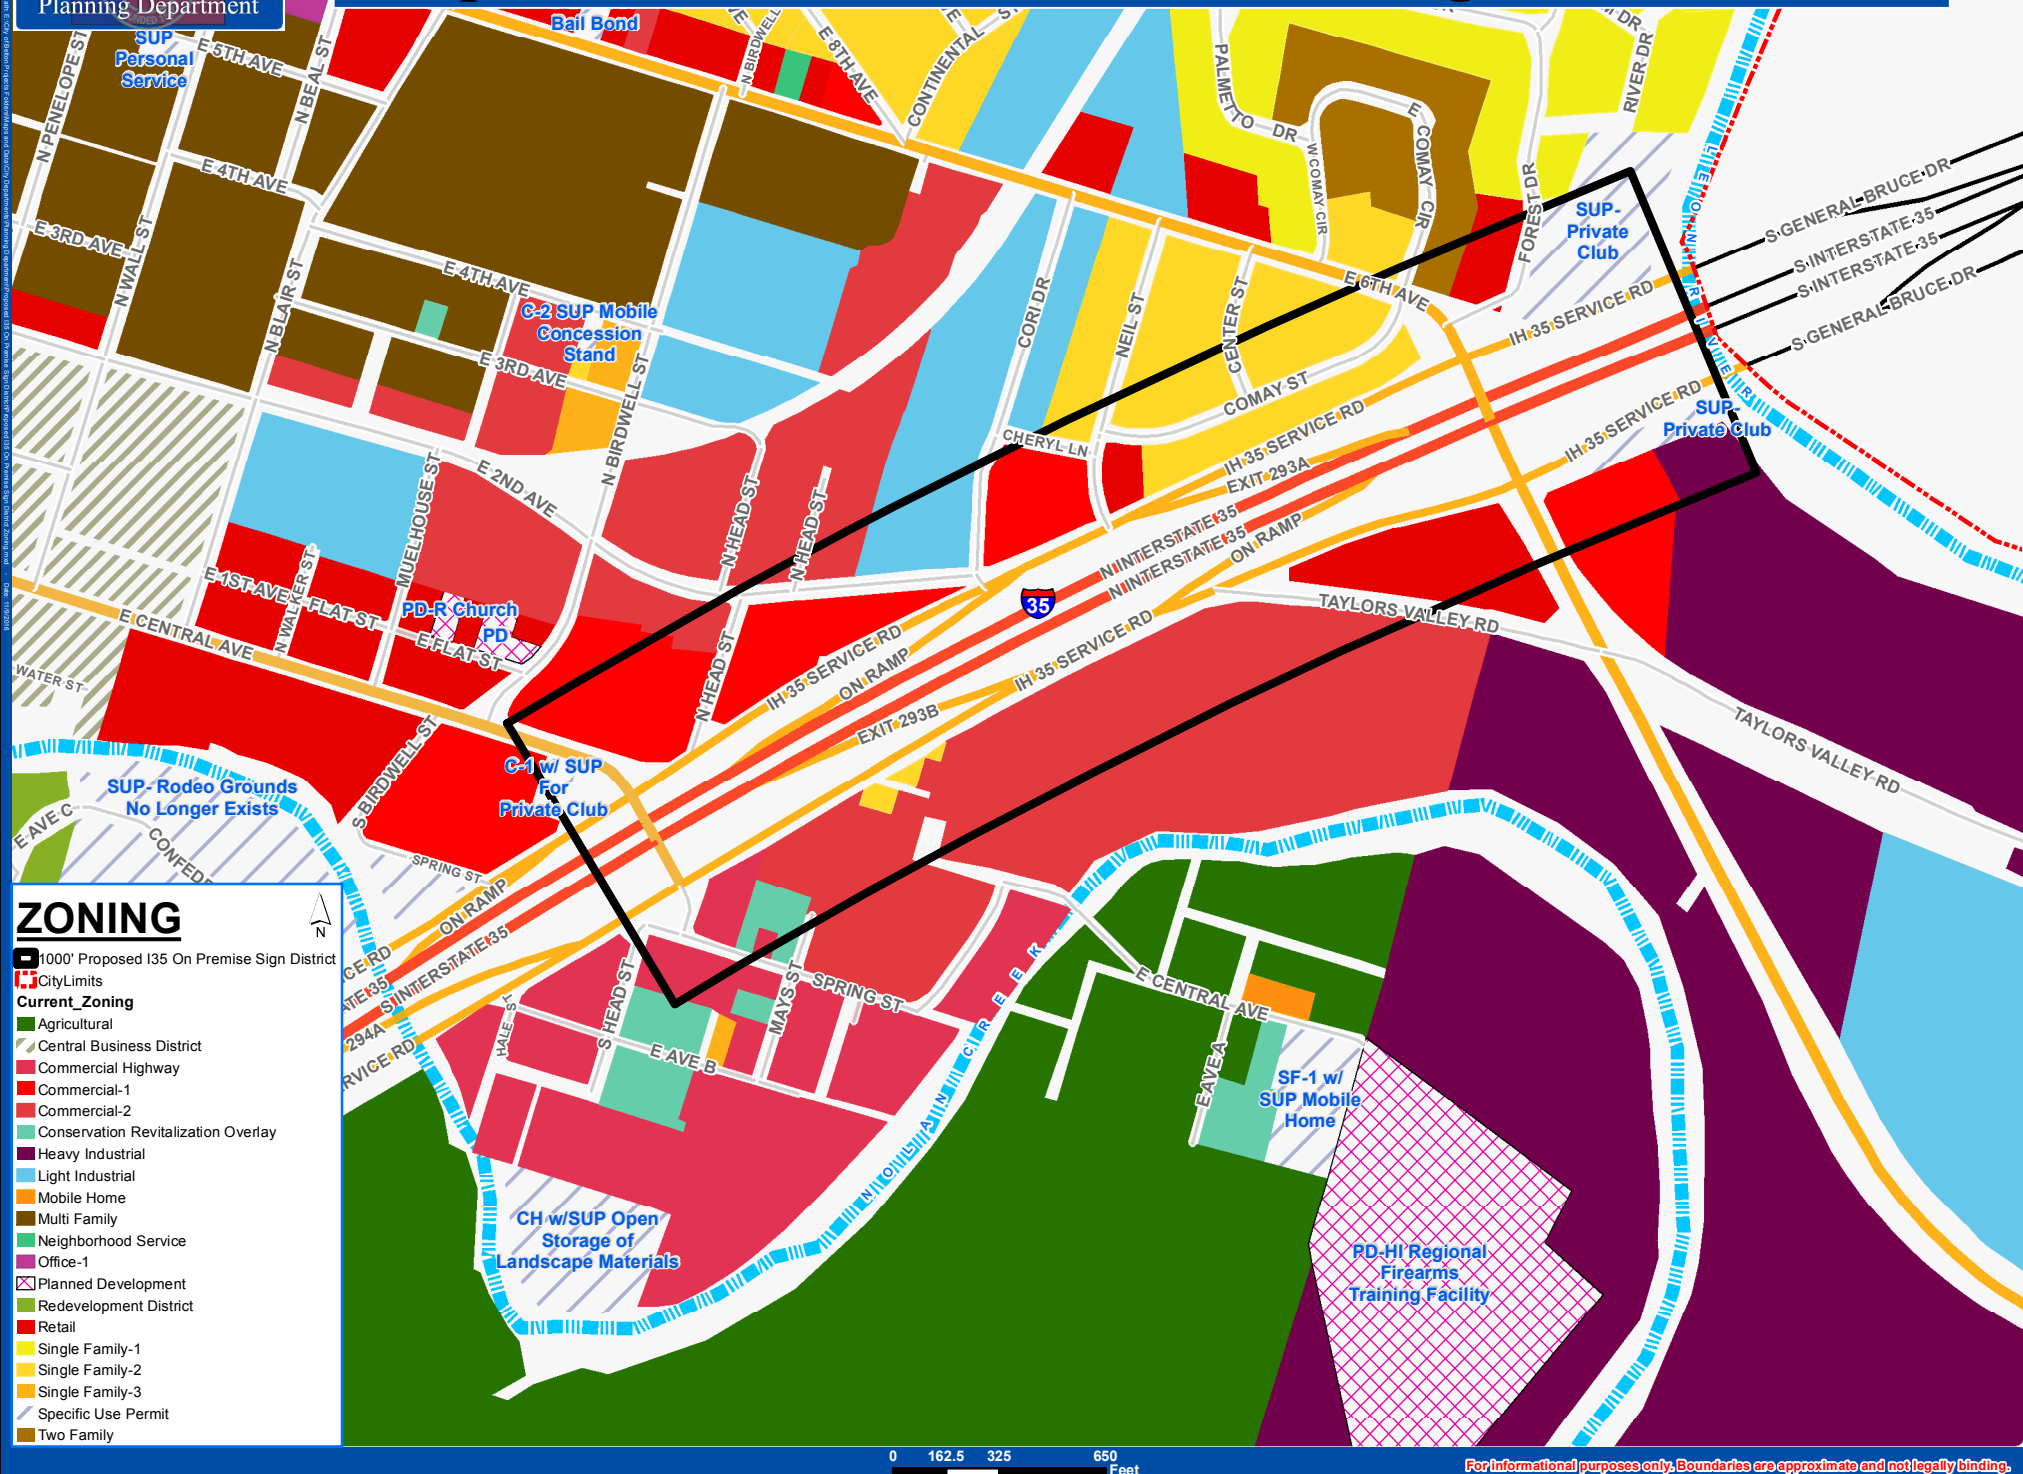 Planning Department
SUP
Personal
Service
Bail Bond
E 5TH AVE
N PENELOPE ST
N BEAL ST
N BIRDWELL
E 8TH AVE
CONTINENTAL ST
PALMETTO DR
E COMAY CIR
W COMAY CIR
FOREST DR
RIVER DR
E 4TH AVE
E 3RD AVE
N WALL ST
N BLAIR ST
E 4TH AVE
C-2 SUP Mobile
Concession
Stand
E 3RD AVE
N BIRDWELL ST
CORI DR
NEIL ST
CENTER ST
E 6TH AVE
SUP-
Private
Club
LEON RIVER
S GENERAL BRUCE DR
S INTERSTATE 35
S INTERSTATE 35
S GENERAL BRUCE DR
IH 35 SERVICE RD
IH 35 SERVICE RD
SUP-
Private Club
COMAY ST
CHERYL LN
IH 35 SERVICE RD
EXIT 293A
N INTERSTATE 35
N INTERSTATE 35
ON RAMP
35
E 2ND AVE
MUELHOUSE ST
N HEAD ST
N HEAD ST
E 1ST AVE
FLAT ST
N WALKER ST
PD-R Church
PD
E FLAT ST
E CENTRAL AVE
WATER ST
N HEAD ST
IH 35 SERVICE RD
ON RAMP
EXIT 293B
IH 35 SERVICE RD
TAYLORS VALLEY RD
TAYLORS VALLEY RD
S BIRDWELL ST
C-1 w/ SUP
For
Private Club
SUP- Rodeo Grounds
No Longer Exists
E AVE C
CONFEDE
SPRING ST
ON RAMP
S INTERSTATE 35
294A
S HEAD ST
HALE ST
MAYS ST
SPRING ST
E AVE B
NOLAN CREEK
E CENTRAL AVE
E AVE A
SF-1 w/
SUP Mobile
Home
CH w/SUP Open
Storage of
Landscape Materials
PD-HI Regional
Firearms
Training Facility
ZONING
N
1000' Proposed I35 On Premise Sign District
CityLimits
Current_Zoning
Agricultural
Central Business District
Commercial Highway
Commercial-1
Commercial-2
Conservation Revitalization Overlay
Heavy Industrial
Light Industrial
Mobile Home
Multi Family
Neighborhood Service
Office-1
Planned Development
Redevelopment District
Retail
Single Family-1
Single Family-2
Single Family-3
Specific Use Permit
Two Family
0 162.5 325 650
Feet
For informational purposes only. Boundaries are approximate and not legally binding.